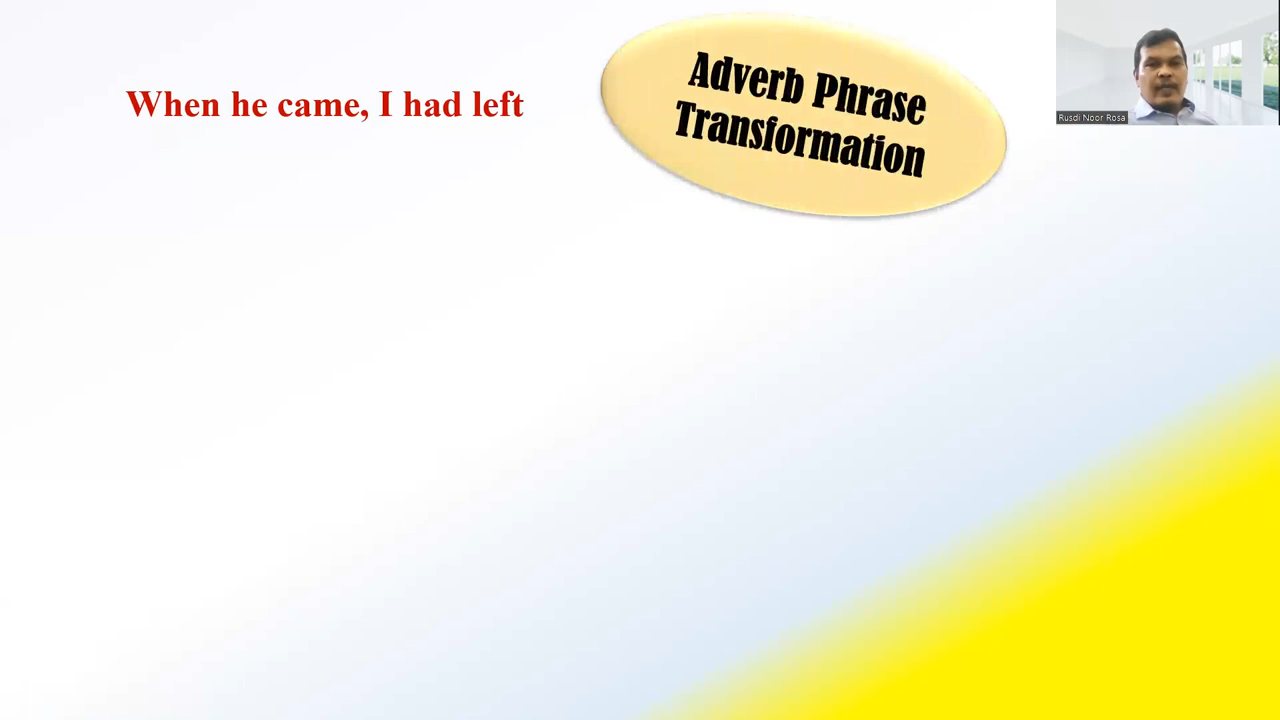 When he came, I had left
Adverb Phrase
Transformation
Rusdi Noor Rosa